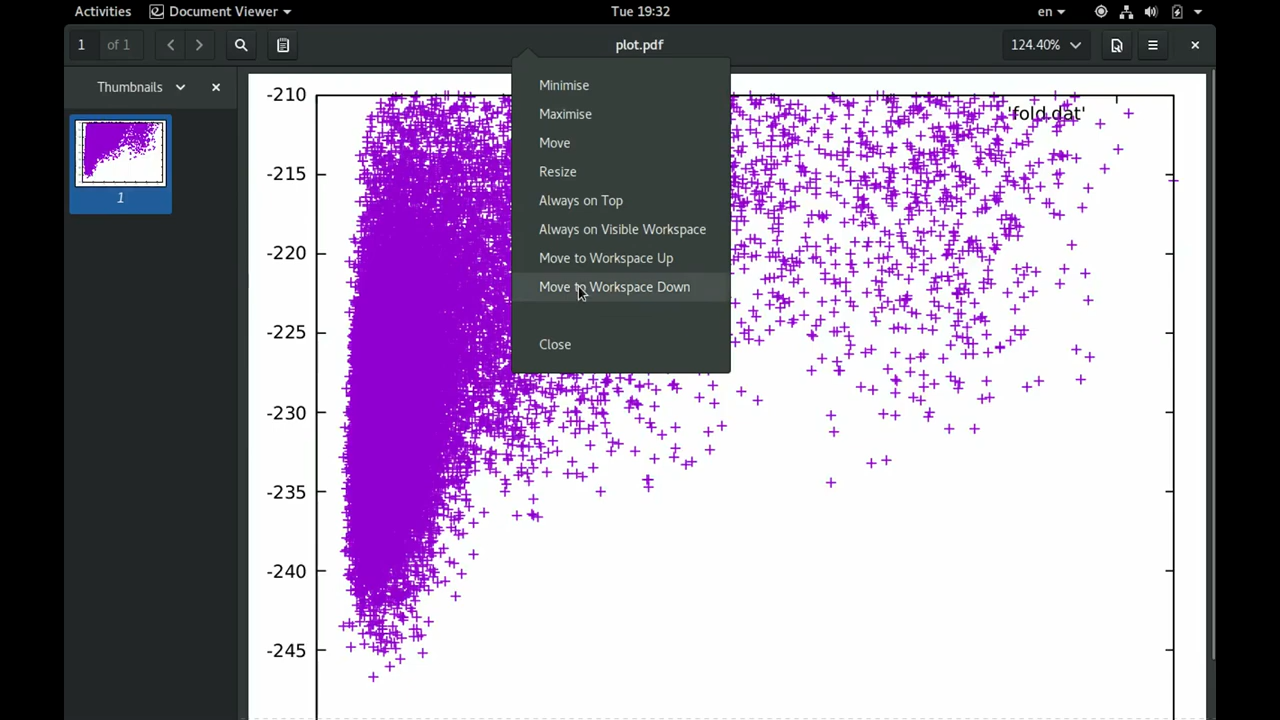 Activities Document Viewer Tue 19:32 en
1 of 1 plot.pdf 124.40%
Thumbnails
1
Minimise
Maximise
Move
Resize
Always on Top
Always on Visible Workspace
Move to Workspace Up
Move to Workspace Down
Close
'fold.dat'
-210
-215
-220
-225
-230
-235
-240
-245